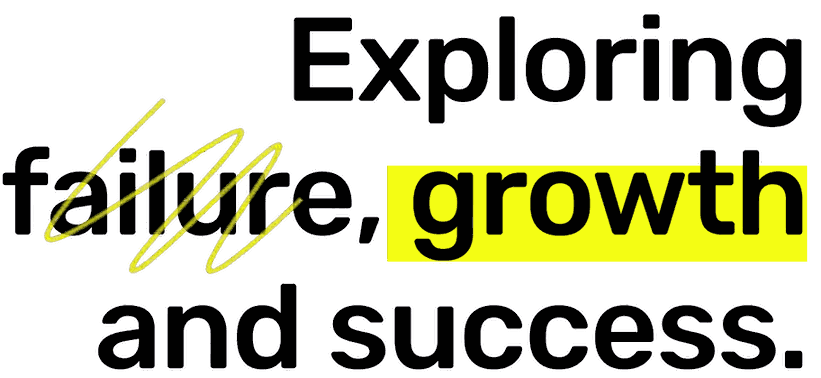 Exploring
failure, growth
and success.